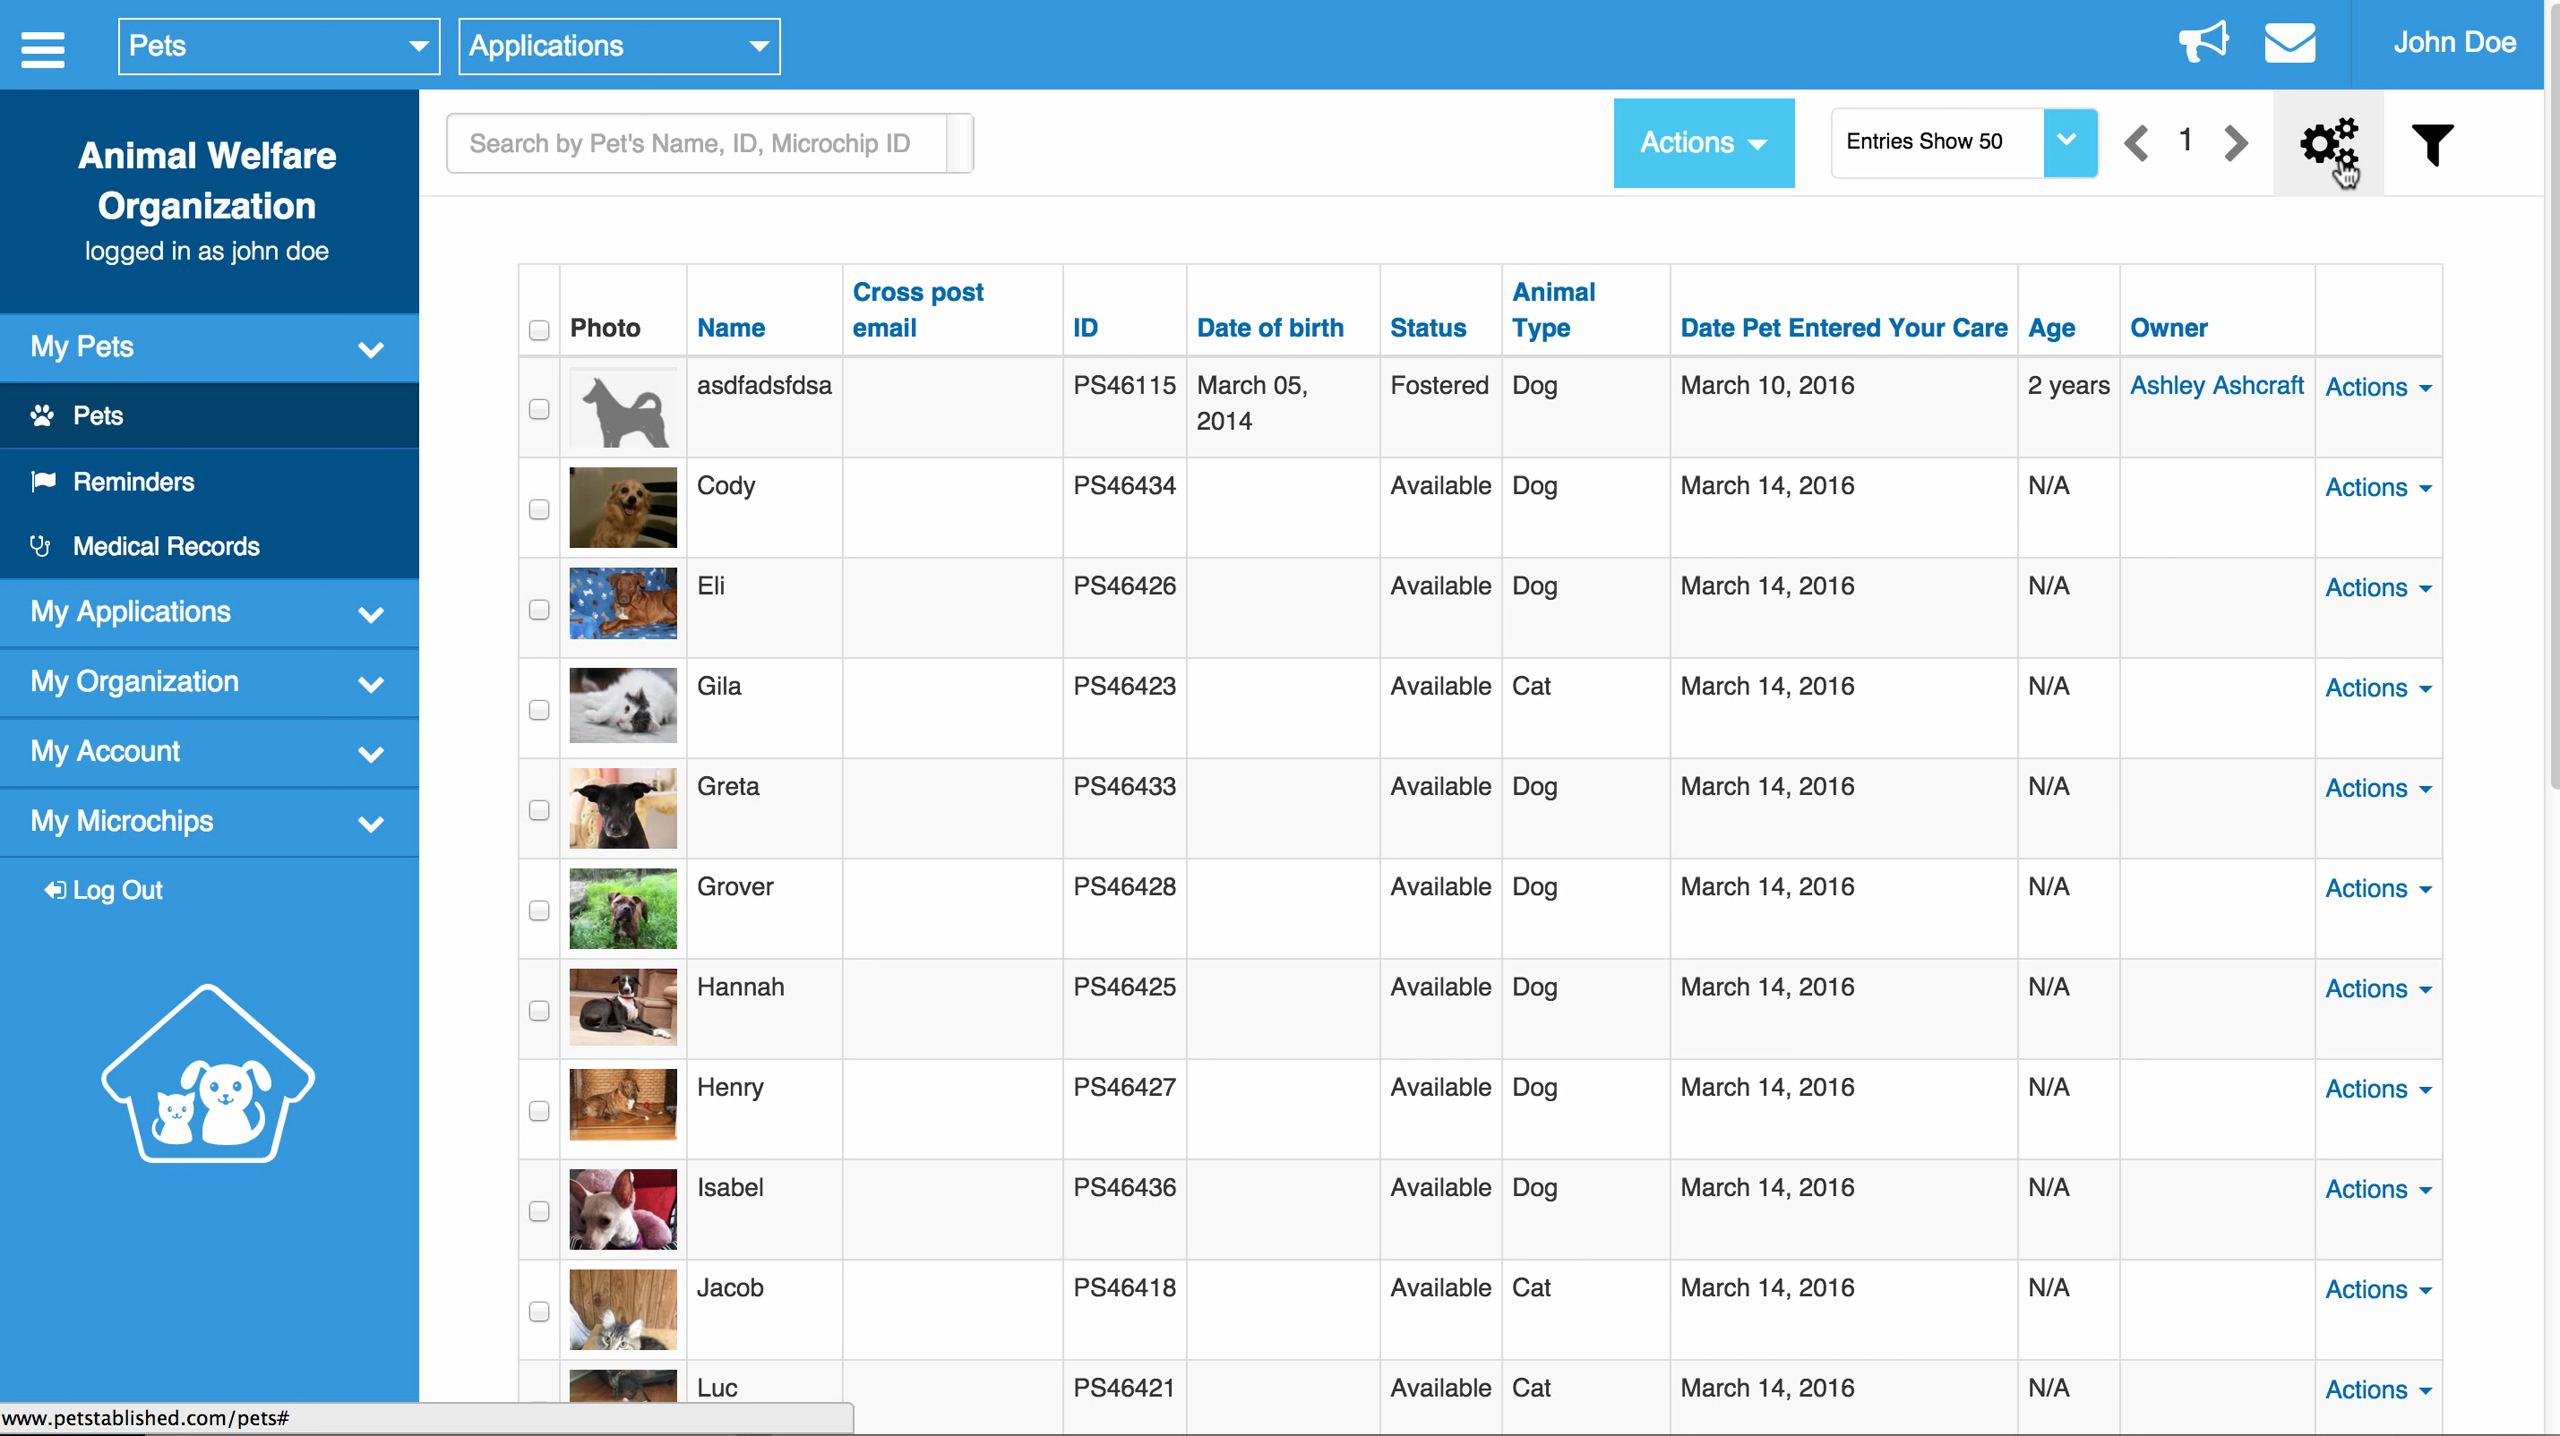 Pets
Applications
John Doe
Animal Welfare
Organization
logged in as john doe
My Pets
Pets
Reminders
Medical Records
My Applications
My Organization
My Account
My Microchips
Log Out
Search by Pet's Name, ID, Microchip ID
Actions
Entries Show 50
1
Photo Name Cross post email ID Date of birth Status Animal Type Date Pet Entered Your Care Age Owner
asdfadsfdsa PS46115 March 05, 2014 Fostered Dog March 10, 2016 2 years Ashley Ashcraft Actions
Cody PS46434 Available Dog March 14, 2016 N/A Actions
Eli PS46426 Available Dog March 14, 2016 N/A Actions
Gila PS46423 Available Cat March 14, 2016 N/A Actions
Greta PS46433 Available Dog March 14, 2016 N/A Actions
Grover PS46428 Available Dog March 14, 2016 N/A Actions
Hannah PS46425 Available Dog March 14, 2016 N/A Actions
Henry PS46427 Available Dog March 14, 2016 N/A Actions
Isabel PS46436 Available Dog March 14, 2016 N/A Actions
Jacob PS46418 Available Cat March 14, 2016 N/A Actions
Luc PS46421 Available Cat March 14, 2016 N/A Actions
www.petstablished.com/pets#